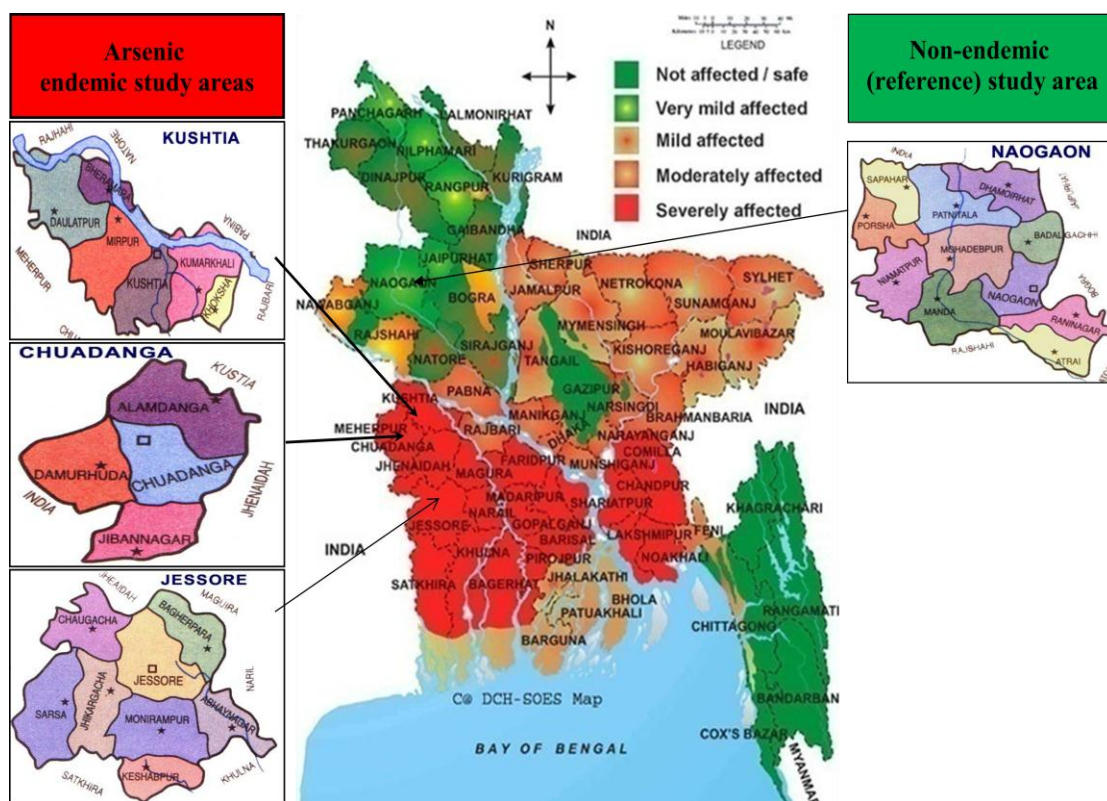 Arsenic
endemic study areas
Non-endemic
(reference) study area
KUSHTIA
RAJHAHI
NATORE
BHERAMARA
DAULATPUR
MIRPUR
PABNA
MEHERPUR
KUSHTIA
KUMARKHALI
KHOKSHA
RAJBARI
CHUADANGA
KUSTIA
ALAMDANGA
DAMURHUDA
CHUADANGA
INDIA
JHENAIDAH
JIBANNAGAR
JESSORE
JHEAIDAH
MAGUIRA
CHAUGACHA
BAGHERPARA
JESSORE
NARIL
SARSA
JHIKARGACHA
MONIRAMPUR
ABHAYNAGAR
KESHABPUR
SATKHIRA
KHULNA
N
LEGEND
Not affected / safe
Very mild affected
Mild affected
Moderately affected
Severely affected
PANCHAGARH
LALMONIRHAT
THAKURGAON
NILPHAMARI
DINAJPUR
RANGPUR
KURIGRAM
GAIBANDHA
INDIA
JAIPURHAT
SHERPUR
NAOGAON
BOGRA
JAMALPUR
NETROKONA
SYLHET
NAWABGANJ
SUNAMGANJ
RAJSHAHI
MYMENSINGH
MOULAVIBAZAR
NATORE
SIRAJGANJ
TANGAIL
KISHOREGANJ
HABIGANJ
PABNA
GAZIPUR
KUSHTIA
MANIKGANJ
NARSINGDI
BRAHMANBARIA
INDIA
MEHERPUR
RAJBARI
DHAKA
NARAYANGANJ
CHUADANGA
FARIDPUR
COMILLA
JHENAIDAH
MAGURA
MUNSHIGANJ
CHANDPUR
MADARIPUR
SHARIATPUR
KHAGRACHARI
NARAIL
JESSORE
GOPALGANJ
LAKSHMIPUR
FENI
INDIA
BARISAL
KHULNA
NOAKHALI
PIROJPUR
SATKHIRA
BAGERHAT
JHALAKATHI
BHOLA
RANGAMATI
PATUAKHALI
CHITTAGONG
BARGUNA
BANDARBAN
C@ DCH-SOES Map
COX'S BAZAR
BAY OF BENGAL
MYANMAR
NAOGAON
INDIA
SAPAHAR
DHAMOIRHAT
PATNITALA
JAIPURHAT
PORSHA
BADALGACHHI
MOHADEBPUR
NIAMATPUR
NAOGAON
BOGRA
MANDA
RANINAGAR
RAJSHAHI
ATRAI